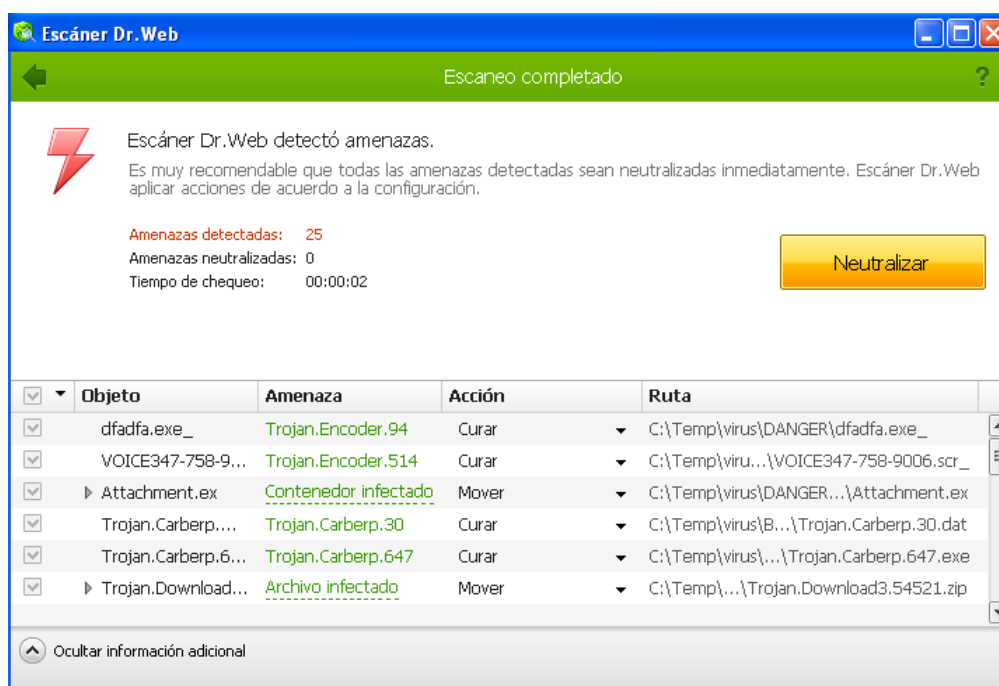 Escáner Dr.Web
Escaneo completado
?
Escáner Dr.Web detectó amenazas.
Es muy recomendable que todas las amenazas detectadas sean neutralizadas inmediatamente. Escáner Dr.Web
aplicar acciones de acuerdo a la configuración.
Amenazas detectadas: 25
Amenazas neutralizadas: 0
Tiempo de chequeo: 00:00:02
Neutralizar
Objeto Amenaza Acción Ruta
dfadfa.exe_ Trojan.Encoder.94 Curar C:\Temp\virus\DANGER\dfadfa.exe_
VOICE347-758-9... Trojan.Encoder.514 Curar C:\Temp\viru...\VOICE347-758-9006.scr_
Attachment.ex Contenedor infectado Mover C:\Temp\virus\DANGER...\Attachment.ex
Trojan.Carberp.... Trojan.Carberp.30 Curar C:\Temp\virus\B...\Trojan.Carberp.30.dat
Trojan.Carberp.6... Trojan.Carberp.647 Curar C:\Temp\virus\...\Trojan.Carberp.647.exe
Trojan.Download... Archivo infectado Mover C:\Temp\...\Trojan.Download3.54521.zip
Ocultar información adicional